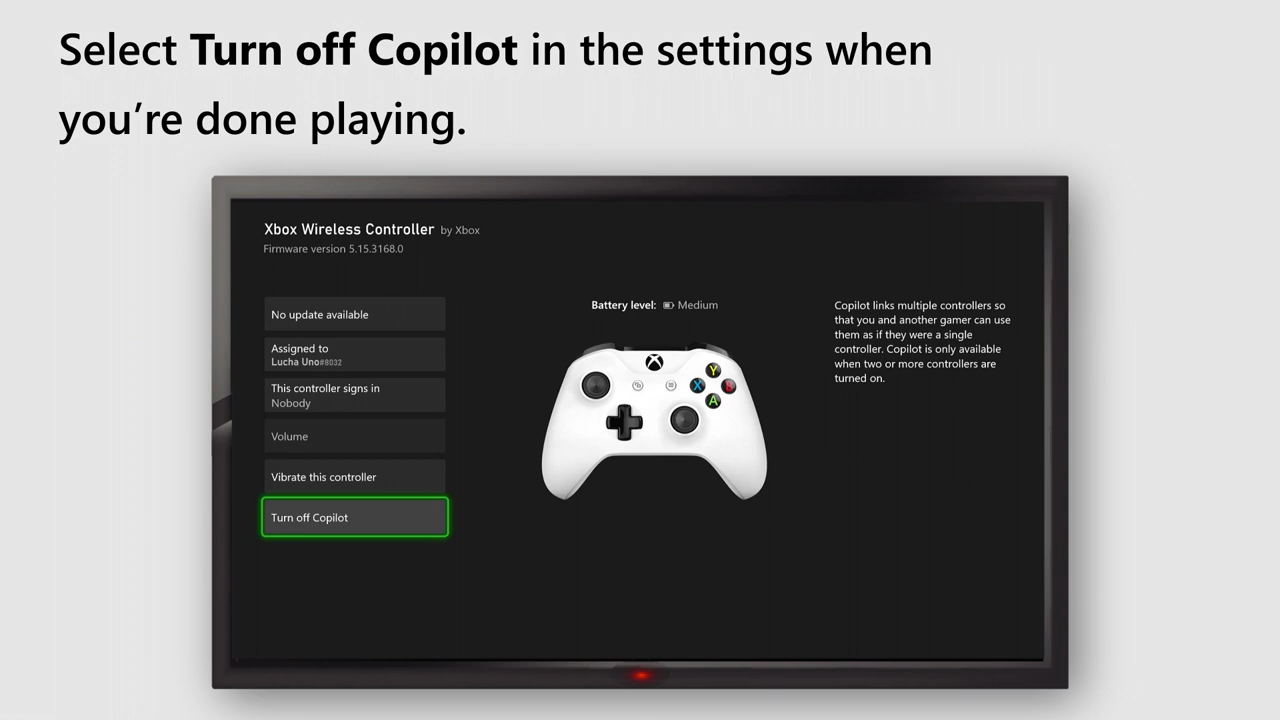 Select Turn off Copilot in the settings when
you’re done playing.
Xbox Wireless Controller by Xbox
Firmware version 5.15.3168.0
No update available
Assigned to
Lucha Uno#8032
This controller signs in
Nobody
Volume
Vibrate this controller
Turn off Copilot
Battery level: Medium
Y
X
B
A
Copilot links multiple controllers so
that you and another gamer can use
them as if they were a single
controller. Copilot is only available
when two or more controllers are
turned on.